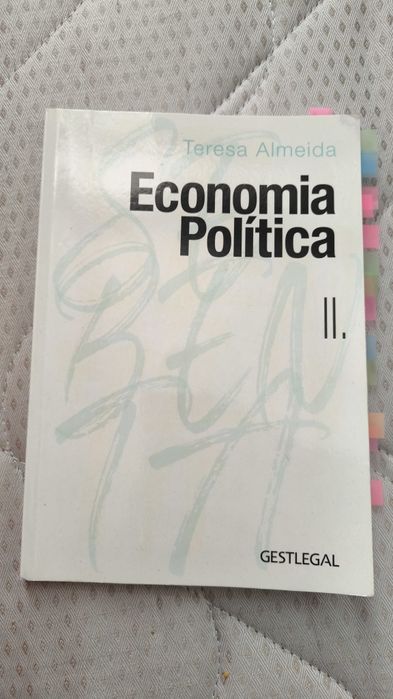 Teresa Almeida
Economia
Política
II.
GESTLEGAL